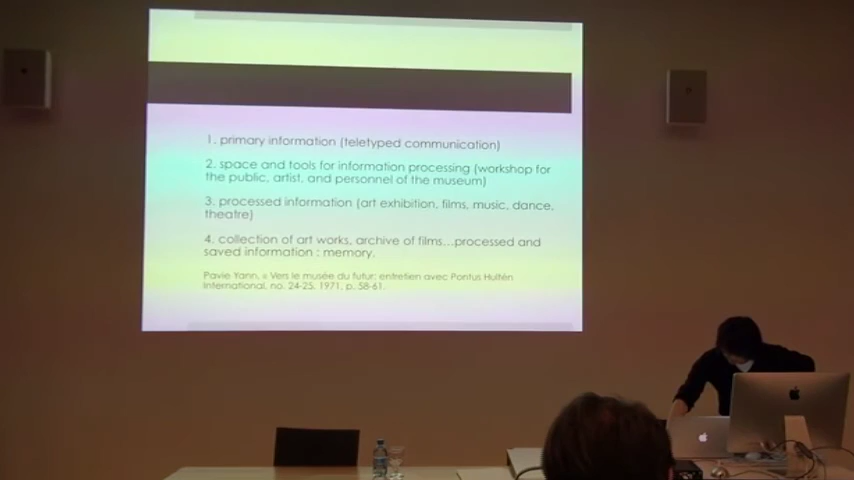 1. primary information (teletyped communication)
2. space and tools for information processing (workshop for
the public, artist, and personnel of the museum)
3. processed information (art exhibition, films, music, dance,
theatre)
4. collection of art works, archive of films...processed and
saved information : memory.
Pavie Yann, « Vers le musée du futur: entretien avec Pontus Hultén
International, no. 24-25, 1971, p. 58-61.